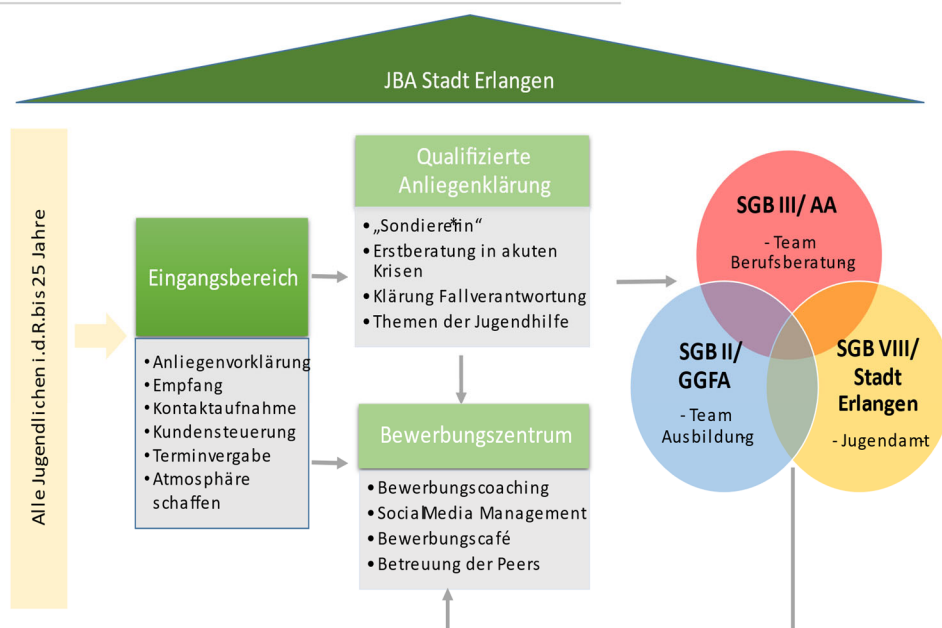 JBA Stadt Erlangen
Alle Jugendlichen i.d.R.bis 25 Jahre
Eingangsbereich
• Anliegenvorklärung
• Empfang
• Kontaktaufnahme
• Kundensteuerung
• Terminvergabe
• Atmosphäre
schaffen
Qualifizierte
Anliegenklärung
• „Sondierer*in“
• Erstberatung in akuten
Krisen
• Klärung Fallverantwortung
• Themen der Jugendhilfe
Bewerbungszentrum
• Bewerbungscoaching
• Social Media Management
• Bewerbungscafé
• Betreuung der Peers
SGB III/ AA
- Team
Berufsberatung
SGB II/
GGFA
- Team
Ausbildung-
SGB VIII/
Stadt
Erlangen
- Jugendamt-